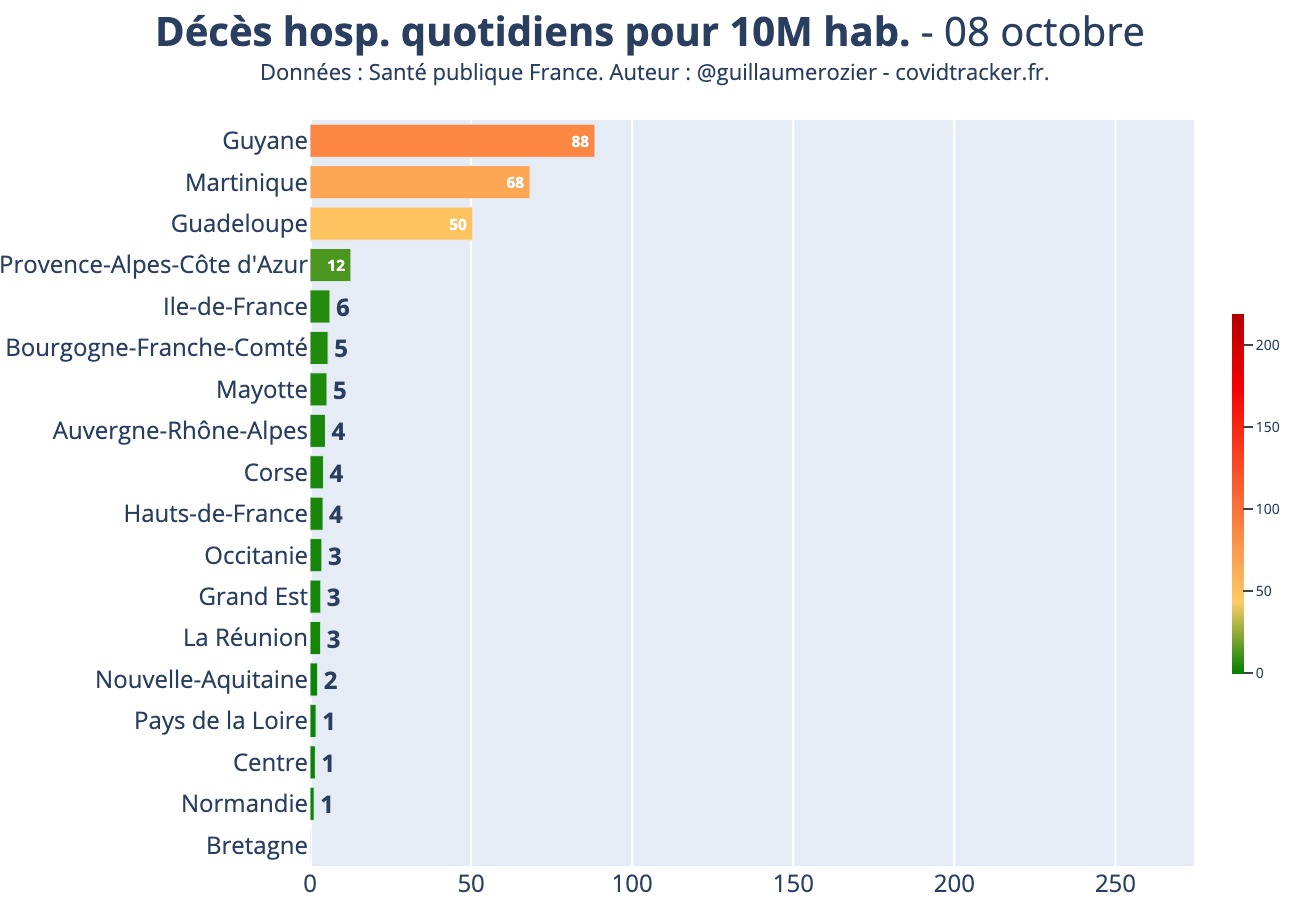 Décès hosp. quotidiens pour 10M hab. - 08 octobre
Données : Santé publique France. Auteur : @guillaumerozier - covidtracker.fr.
Guyane 88
Martinique 68
Guadeloupe 50
Provence-Alpes-Côte d'Azur 12
Ile-de-France 6
Bourgogne-Franche-Comté 5
Mayotte 5
Auvergne-Rhône-Alpes 4
Corse 4
Hauts-de-France 4
Occitanie 3
Grand Est 3
La Réunion 3
Nouvelle-Aquitaine 2
Pays de la Loire 1
Centre 1
Normandie 1
Bretagne
0 50 100 150 200 250
200
150
100
50
0